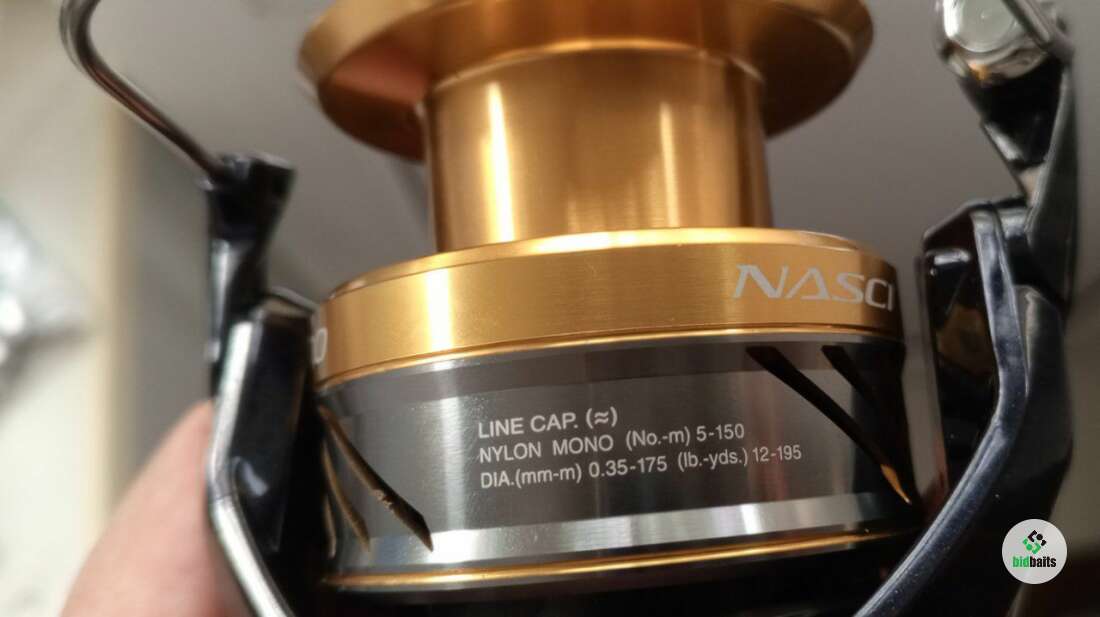 NASCI
LINE CAP. (≈)
NYLON MONO (No.-m) 5-150
DIA.(mm-m) 0.35-175 (lb.-yds.) 12-195
bidbaits